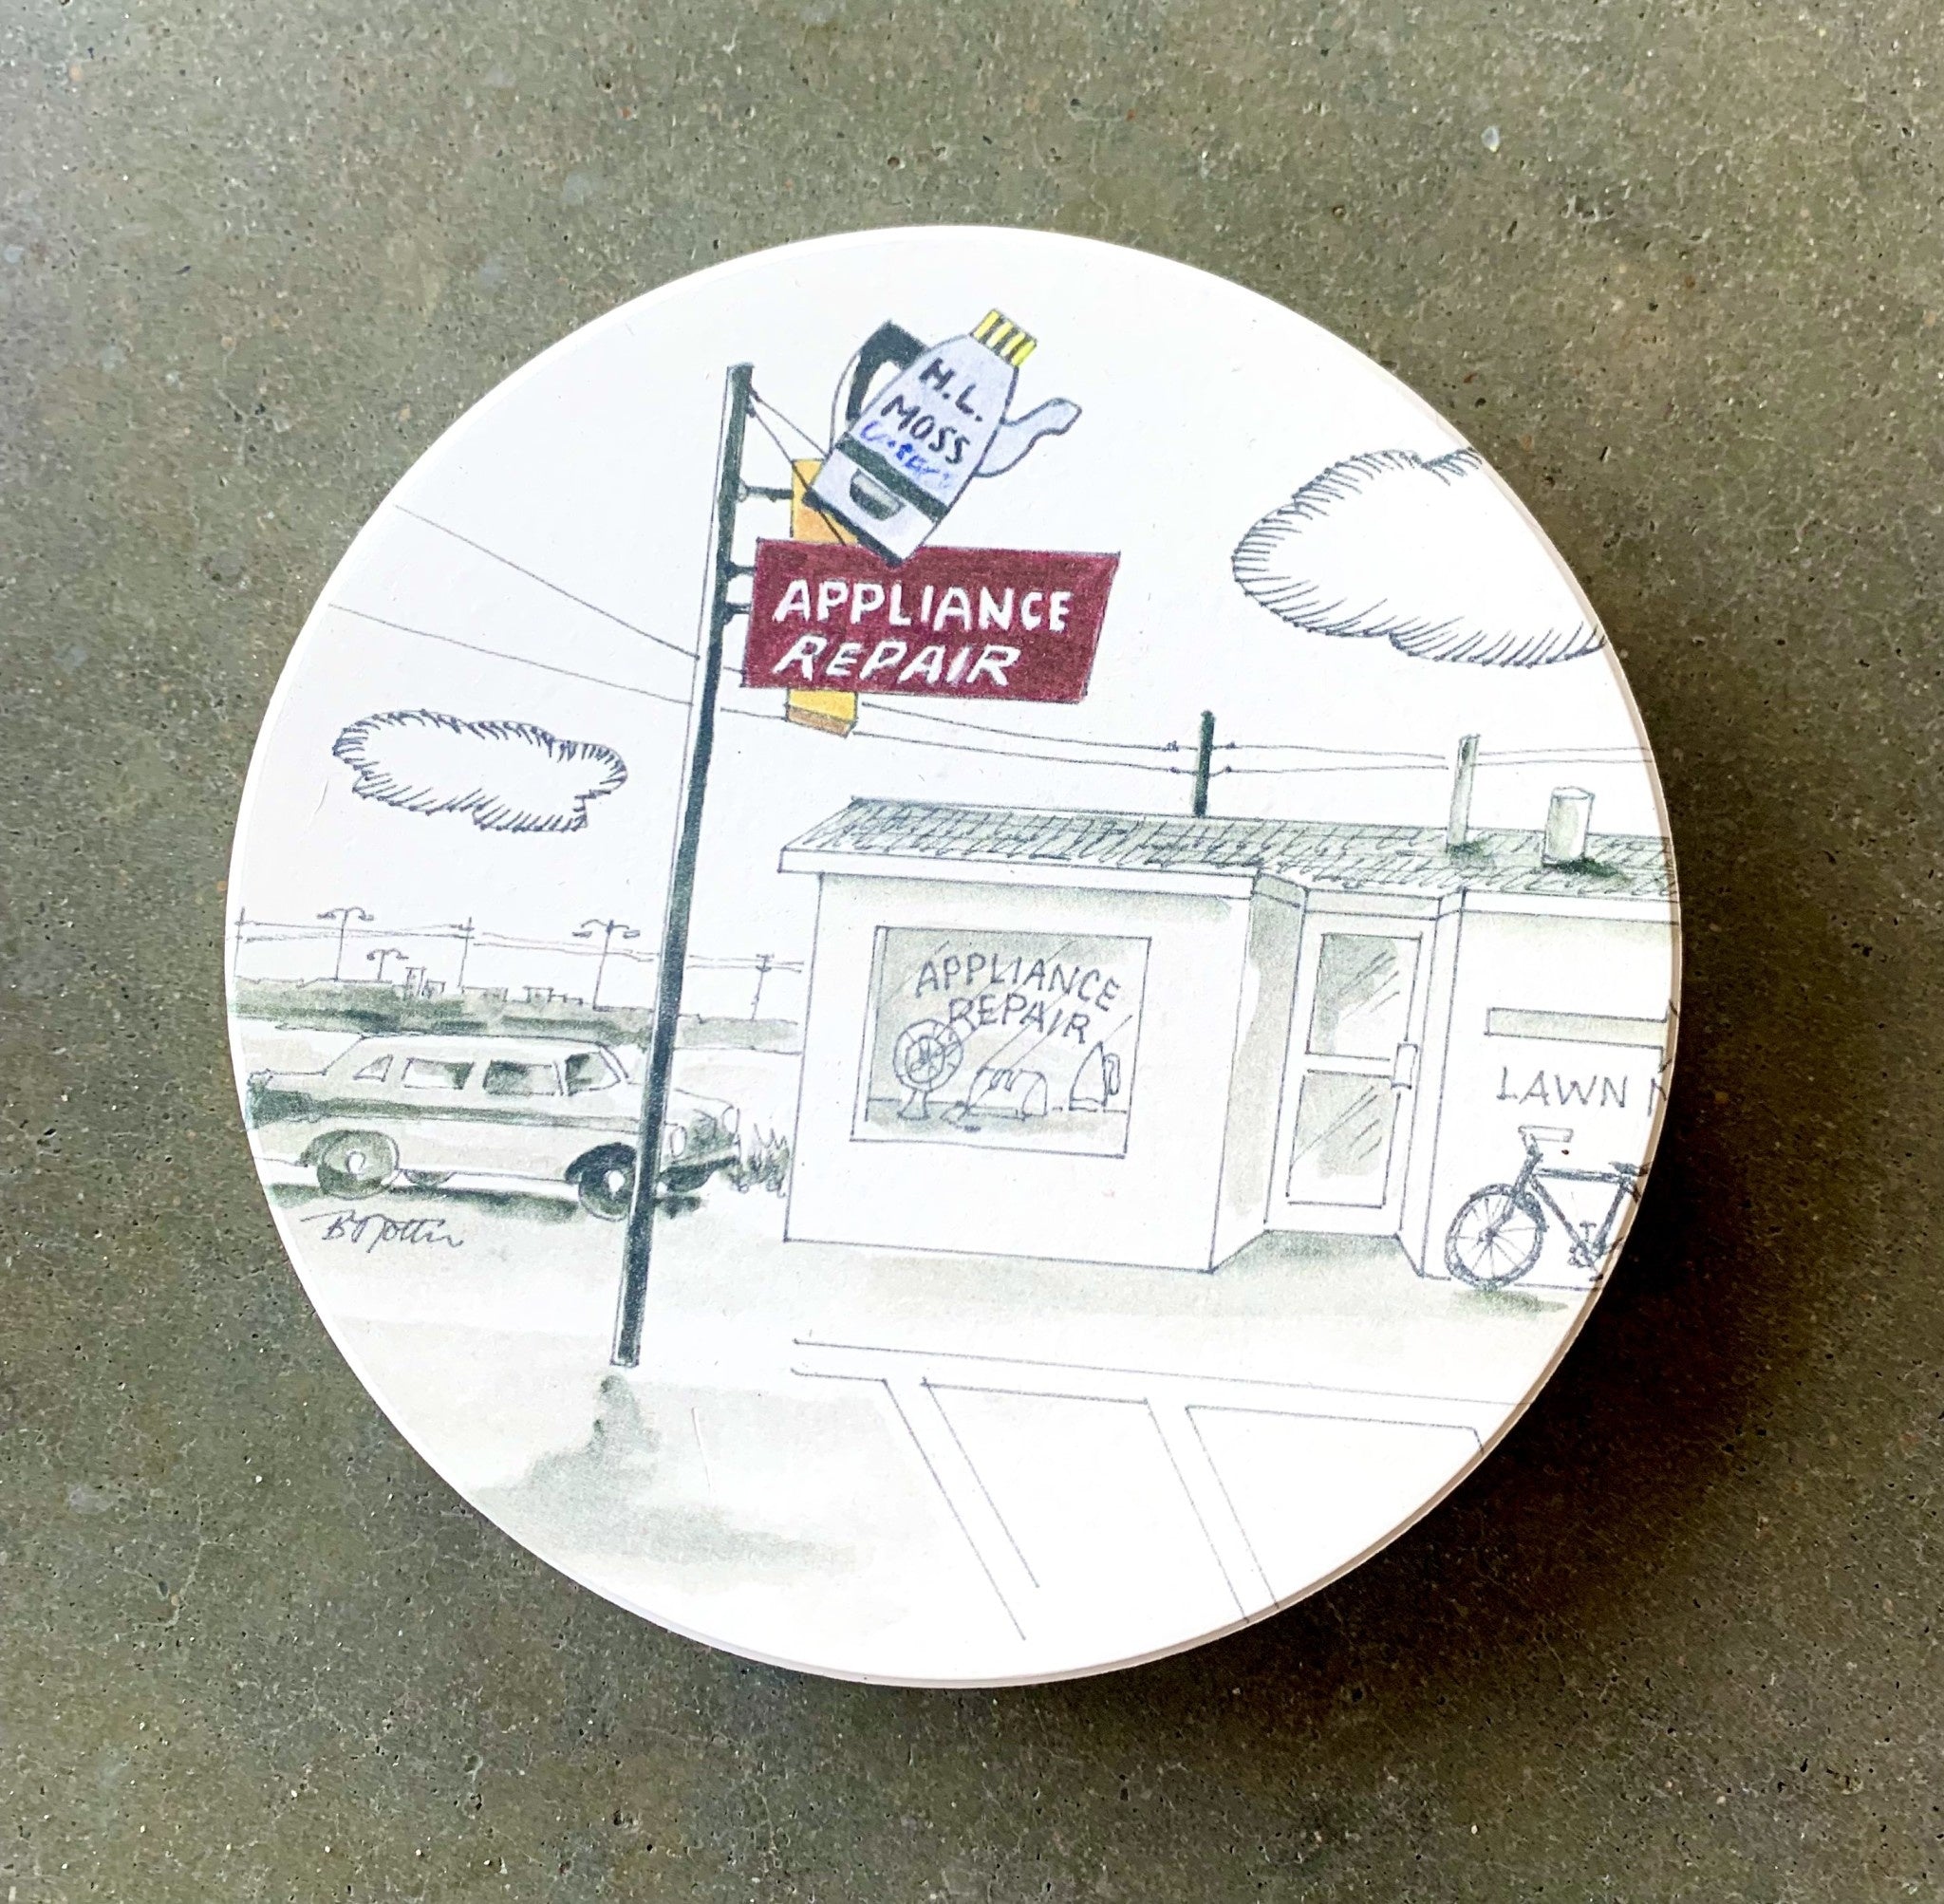 H.L.
MOSS
APPLIANCE
REPAIR
APPLIANCE
REPAIR
LAWN